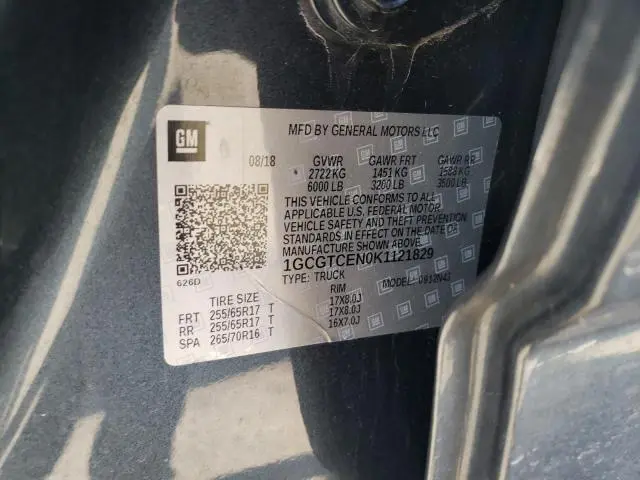 GM
MFD BY GENERAL MOTORS LLC
08/18 GVWR GAWR FRT GAWR RR
2722 KG 1451 KG 1588 KG
6000 LB 3200 LB 3500 LB
THIS VEHICLE CONFORMS TO ALL
APPLICABLE U.S. FEDERAL MOTOR
VEHICLE SAFETY AND THEFT PREVENTION
STANDARDS IN EFFECT ON THE DATE OF
MANUFACTURE SHOWN ABOVE.
1GCGTCEN0K1121829
626D TYPE: TRUCK MODEL:
TIRE SIZE RIM
FRT 255/65R17 T 17X8.0J
RR 255/65R17 T 17X8.0J
SPA 265/70R16 T 16X7.0J